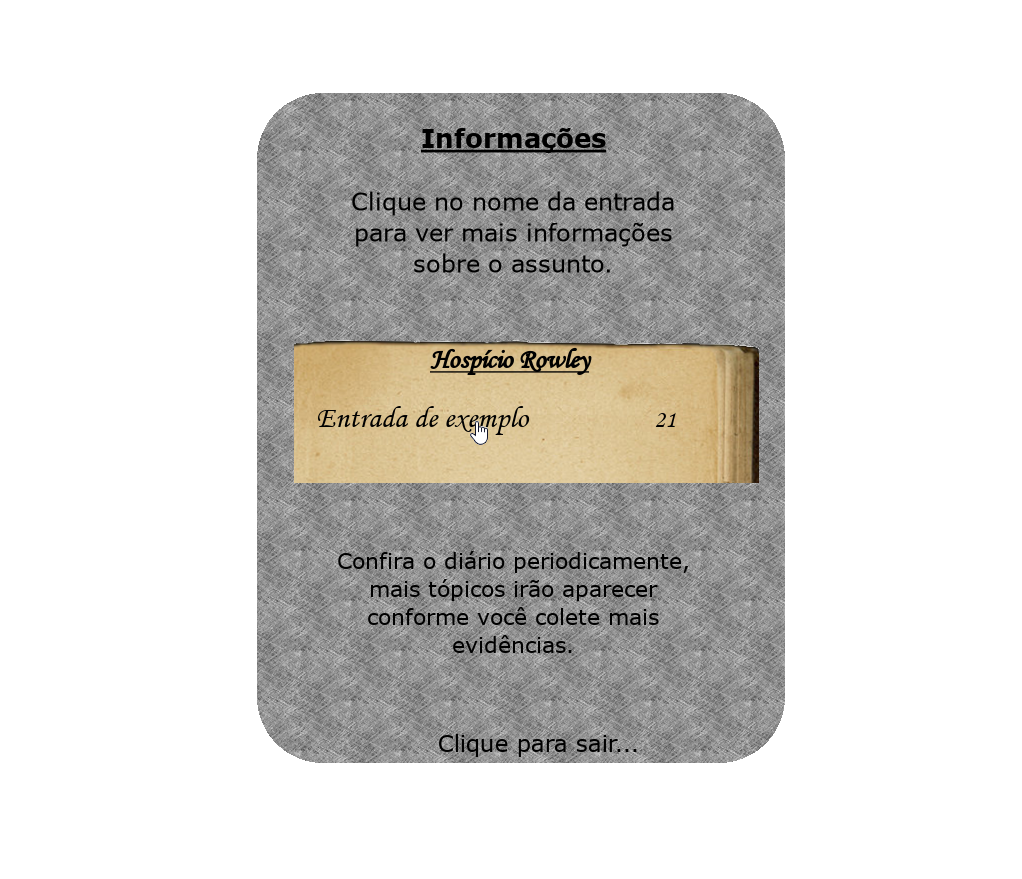 Informações
Clique no nome da entrada
para ver mais informações
sobre o assunto.
Hospício Rowley
Entrada de exemplo 21
Confira o diário periodicamente,
mais tópicos irão aparecer
conforme você colete mais
evidências.
Clique para sair...